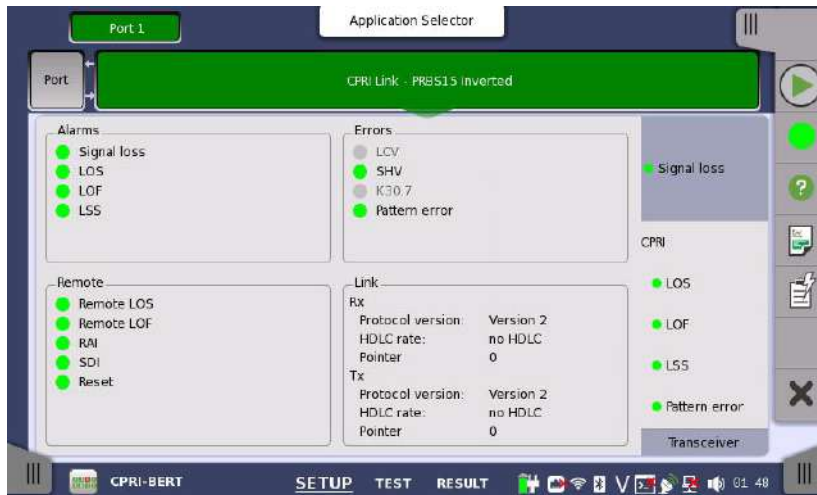 Port 1
Application Selector
Port
CPRI Link - PRBS15 Inverted
Alarms
Signal loss
LOS
LOF
LSS
Errors
LCV
SHV
K30.7
Pattern error
Signal loss
CPRI
LOS
LOF
LSS
Pattern error
Transceiver
Remote
Remote LOS
Remote LOF
RAI
SDI
Reset
Link
Rx
Protocol version: Version 2
HDLC rate: no HDLC
Pointer 0
Tx
Protocol version: Version 2
HDLC rate: no HDLC
Pointer 0
CPRI-BERT SETUP TEST RESULT V 01 48